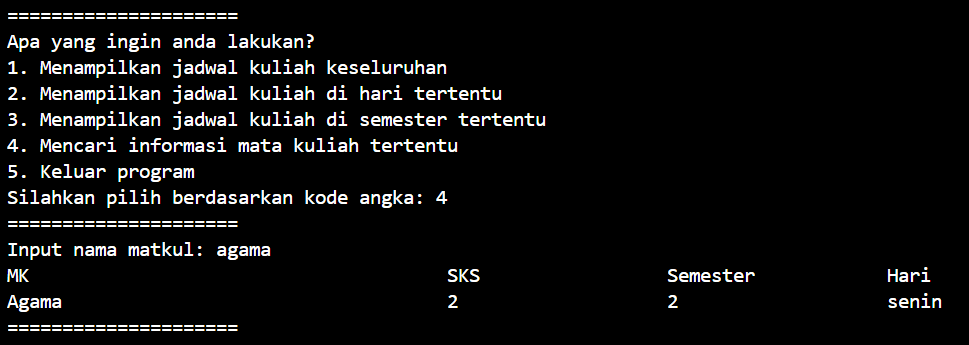 =====================
Apa yang ingin anda lakukan?
1. Menampilkan jadwal kuliah keseluruhan
2. Menampilkan jadwal kuliah di hari tertentu
3. Menampilkan jadwal kuliah di semester tertentu
4. Mencari informasi mata kuliah tertentu
5. Keluar program
Silahkan pilih berdasarkan kode angka: 4
=====================
Input nama matkul: agama
MK                                      SKS                 Semester            Hari
Agama                                   2                   2                   senin
=====================